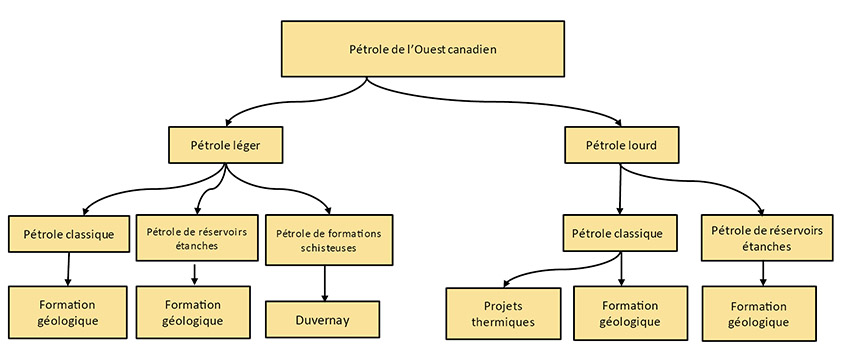 Pétrole de l’Ouest canadien
Pétrole léger
Pétrole lourd
Pétrole classique
Pétrole de réservoirs
étanches
Pétrole de formations
schisteuses
Pétrole classique
Pétrole de réservoirs
étanches
Formation
géologique
Formation
géologique
Duvernay
Projets
thermiques
Formation
géologique
Formation
géologique